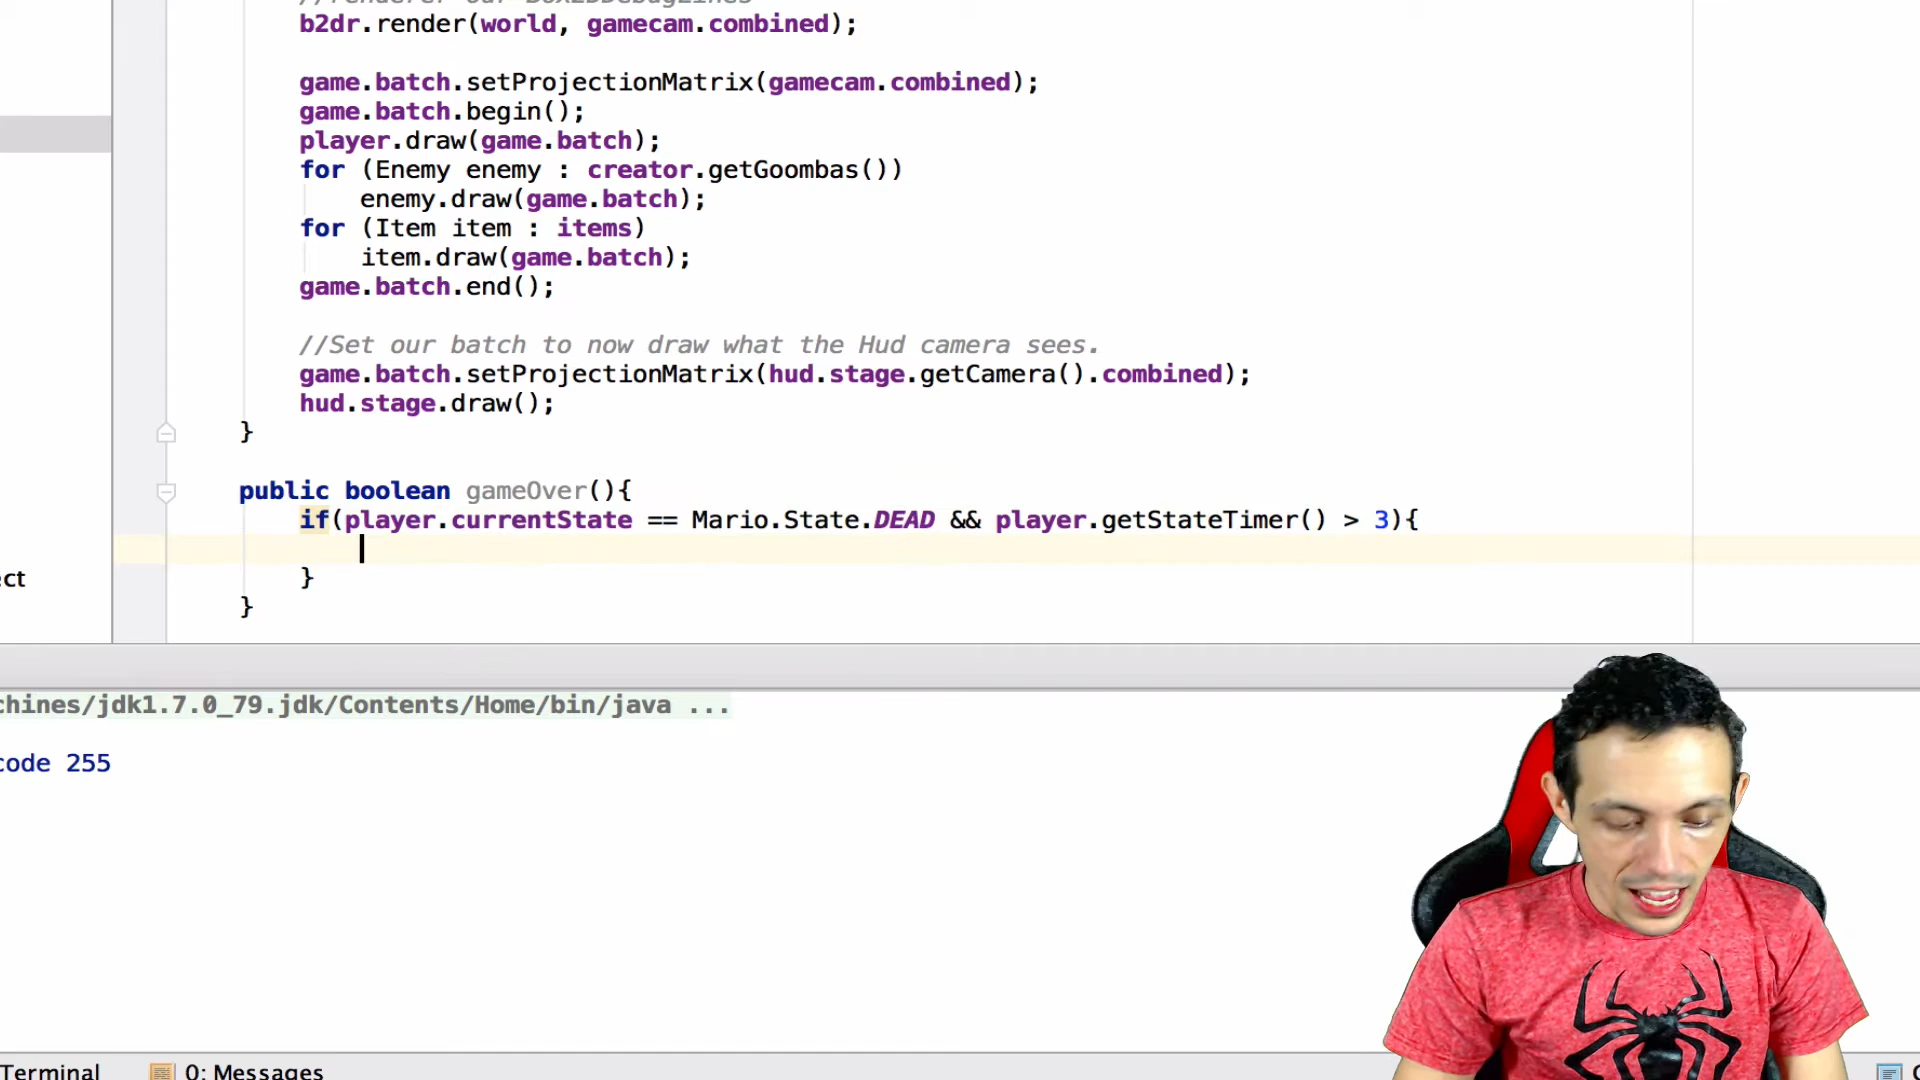 b2dr.render(world, gamecam.combined);
game.batch.setProjectionMatrix(gamecam.combined);
game.batch.begin();
player.draw(game.batch);
for (Enemy enemy : creator.getGoombas())
enemy.draw(game.batch);
for (Item item : items)
item.draw(game.batch);
game.batch.end();
//Set our batch to now draw what the Hud camera sees.
game.batch.setProjectionMatrix(hud.stage.getCamera().combined);
hud.stage.draw();
}
public boolean gameOver(){
if(player.currentState == Mario.State.DEAD && player.getStateTimer() > 3){
}
ect
}
chines/jdk1.7.0_79.jdk/Contents/Home/bin/java ...
code 255
Terminal
0: Messages